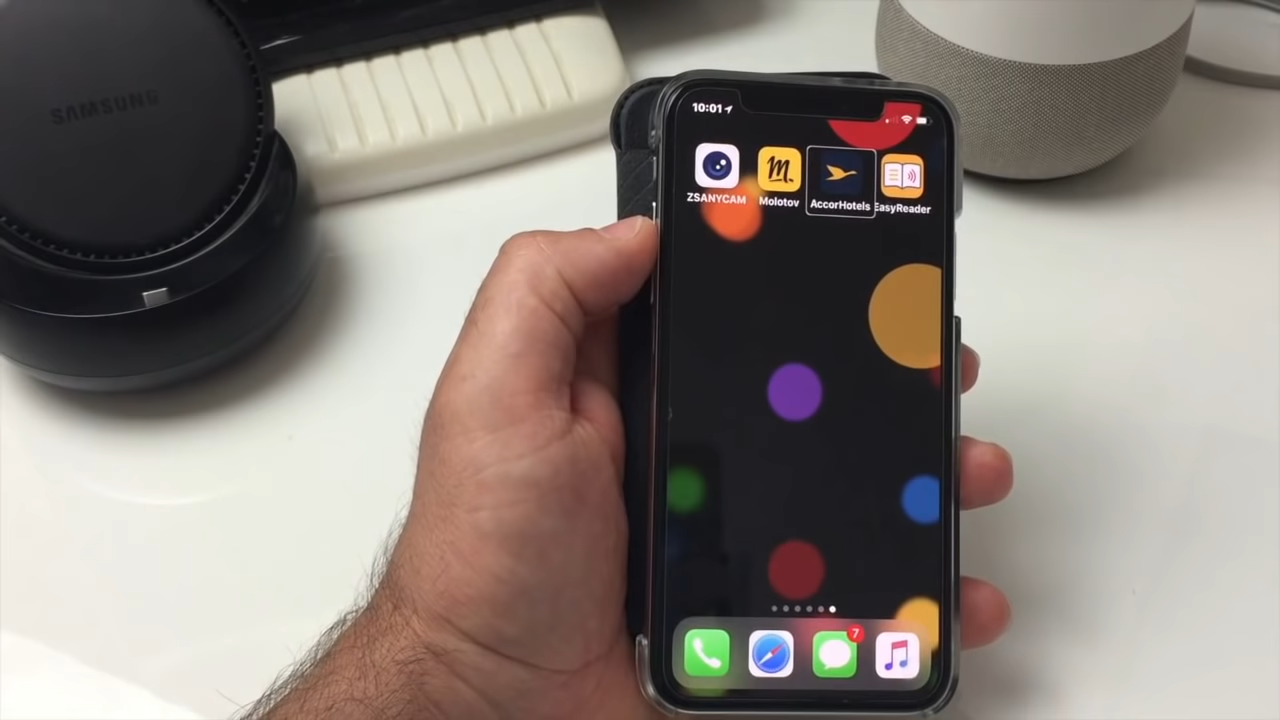 SAMSUNG
10:01
ZSANYCAM
m.
Molotov
AccorHotels
EasyReader
7